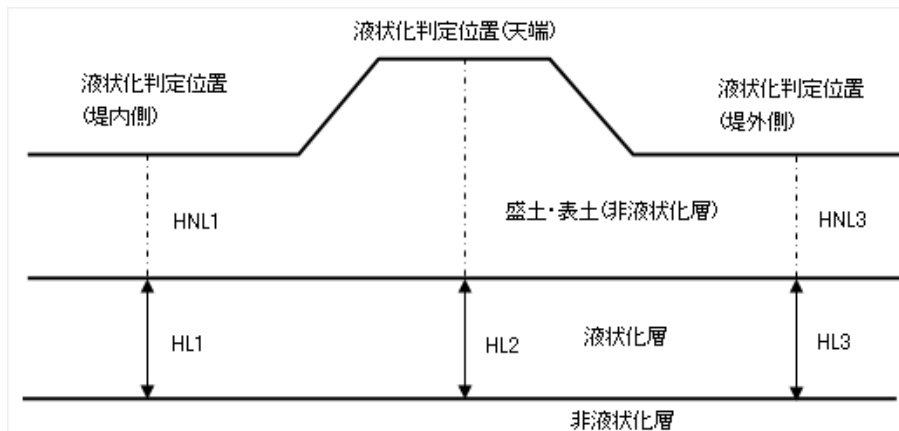 液状化判定位置(天端)
液状化判定位置
(堤内側)
液状化判定位置
(堤外側)
HNL1
盛土・表土(非液状化層)
HNL3
HL1
HL2
液状化層
HL3
非液状化層